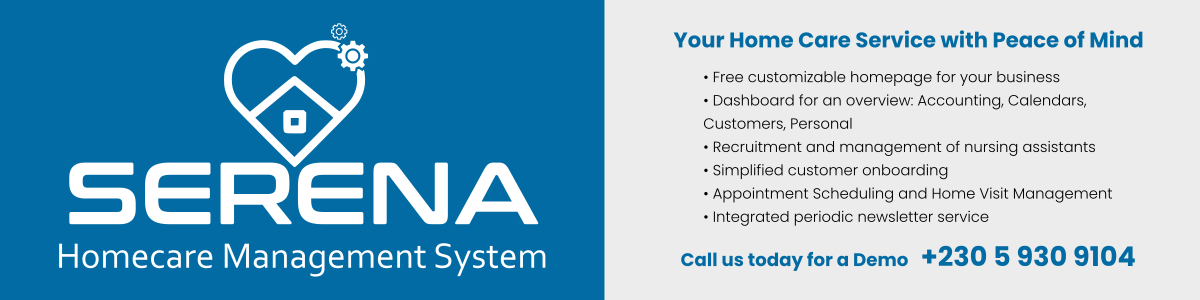 SERENA
Homecare Management System
Your Home Care Service with Peace of Mind
• Free customizable homepage for your business
• Dashboard for an overview: Accounting, Calendars,
Customers, Personal
• Recruitment and management of nursing assistants
• Simplified customer onboarding
• Appointment Scheduling and Home Visit Management
• Integrated periodic newsletter service
Call us today for a Demo +230 5 930 9104